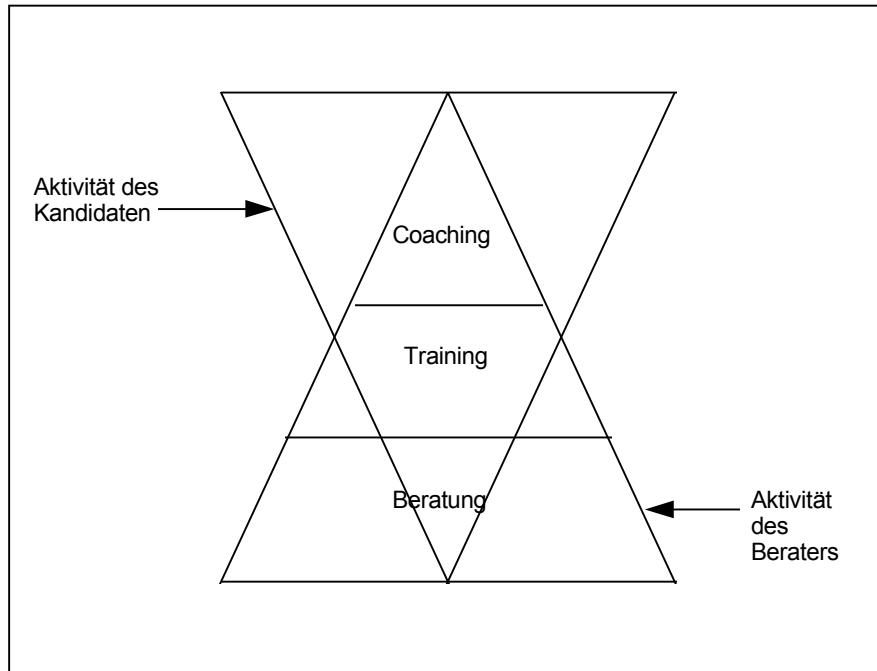 Aktivität des
Kandidaten
Coaching
Training
Beratung
Aktivität
des
Beraters